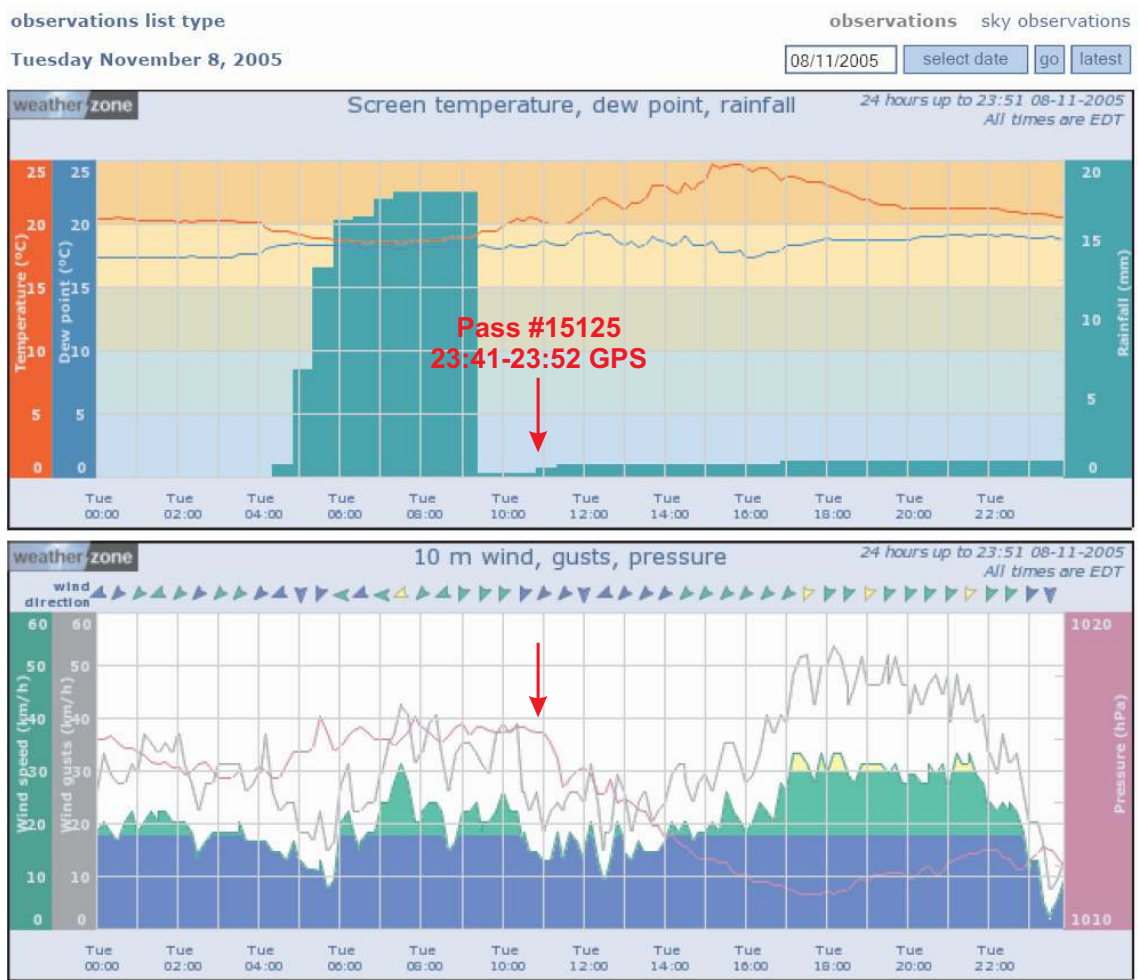 observations list type
observations sky observations
Tuesday November 8, 2005
08/11/2005 select date go latest
weather zone
Screen temperature, dew point, rainfall
24 hours up to 23:51 08-11-2005
All times are EDT
Temperature (°C)
25
20
15
10
5
0
Dew point (°C)
25
20
15
10
5
0
Pass #15125
23:41-23:52 GPS
20
15
10
5
0
Rainfall (mm)
Tue Tue Tue Tue Tue Tue Tue Tue Tue Tue Tue Tue
00:00 02:00 04:00 06:00 08:00 10:00 12:00 14:00 16:00 18:00 20:00 22:00
weather zone
10 m wind, gusts, pressure
24 hours up to 23:51 08-11-2005
All times are EDT
wind
direction
Wind speed (km/h)
60
50
40
30
20
10
0
Wind gusts (km/h)
60
50
40
30
20
10
0
1020
Pressure (hPa)
1010
Tue Tue Tue Tue Tue Tue Tue Tue Tue Tue Tue Tue
00:00 02:00 04:00 06:00 08:00 10:00 12:00 14:00 16:00 18:00 20:00 22:00